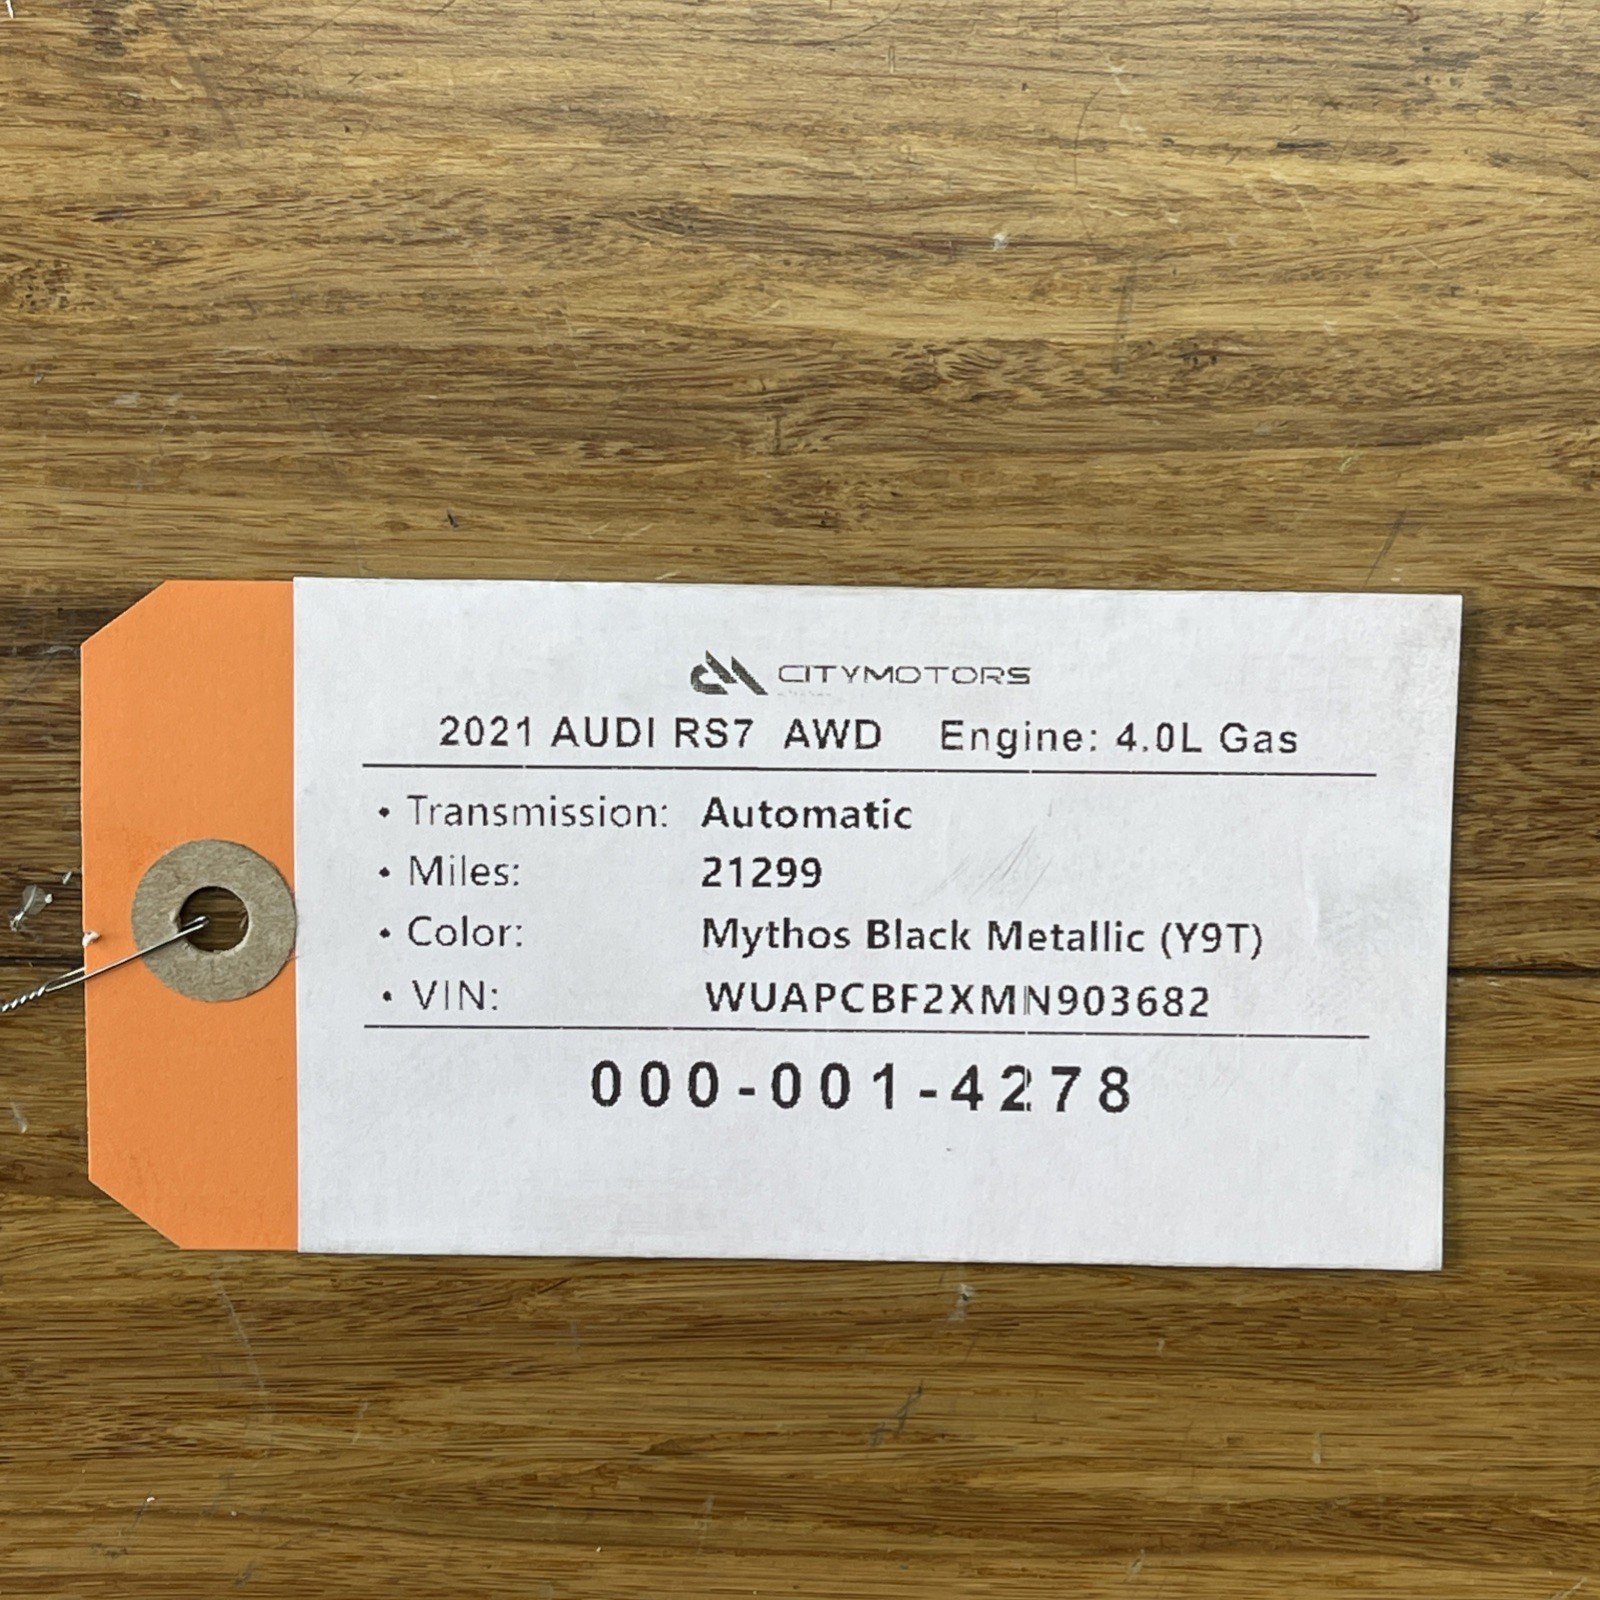 CITYMOTORS
2021 AUDI RS7 AWD Engine: 4.0L Gas
• Transmission: Automatic
• Miles: 21299
• Color: Mythos Black Metallic (Y9T)
• VIN: WUAPCBF2XMN903682
000-001-4278